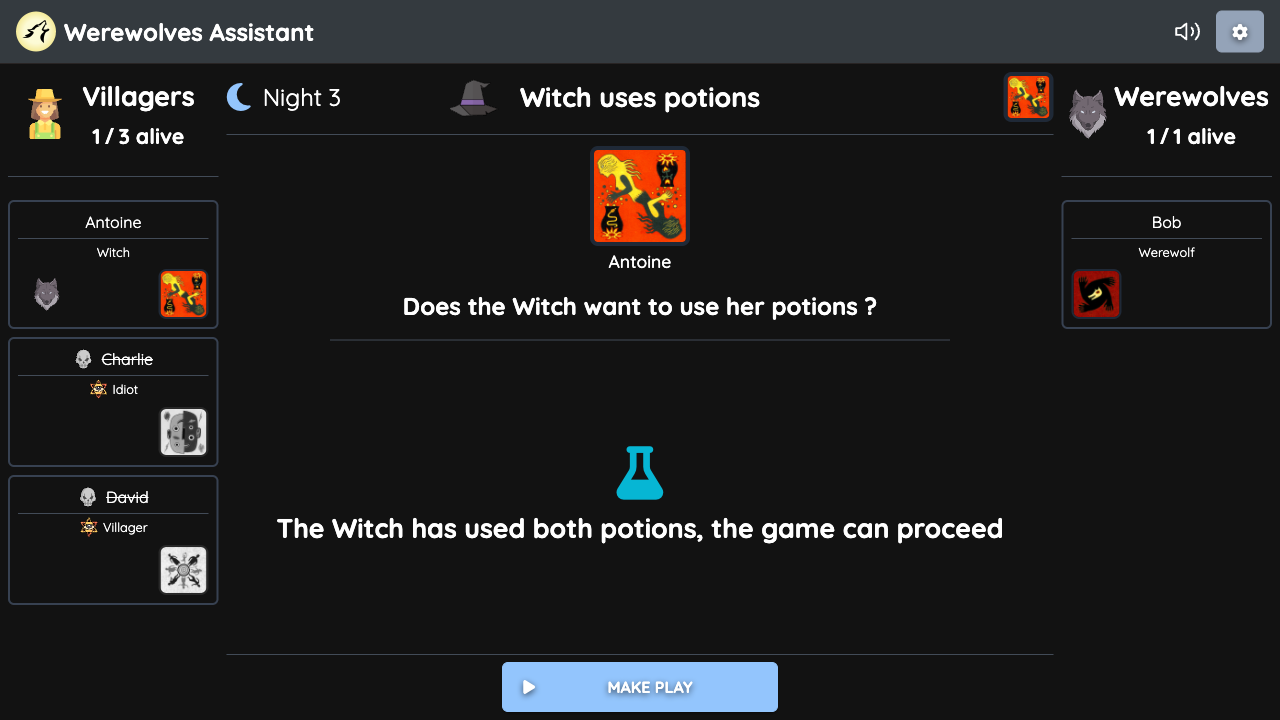 Werewolves Assistant
Villagers
1 / 3 alive
Antoine
Witch
Charlie
Idiot
David
Villager
Night 3
Witch uses potions
Antoine
Does the Witch want to use her potions ?
The Witch has used both potions, the game can proceed
MAKE PLAY
Werewolves
1 / 1 alive
Bob
Werewolf